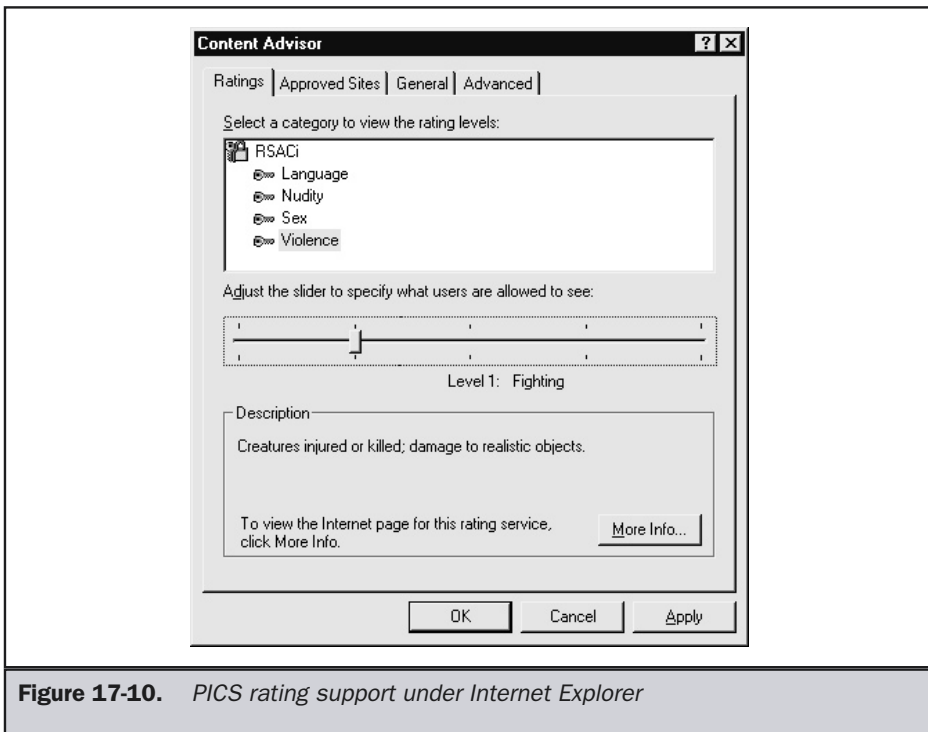 Content Advisor
Ratings Approved Sites General Advanced
Select a category to view the rating levels:
RSACi
Language
Nudity
Sex
Violence
Adjust the slider to specify what users are allowed to see:
Level 1: Fighting
Description
Creatures injured or killed; damage to realistic objects.
To view the Internet page for this rating service,
click More Info.
More Info...
OK Cancel Apply
Figure 17-10. PICS rating support under Internet Explorer